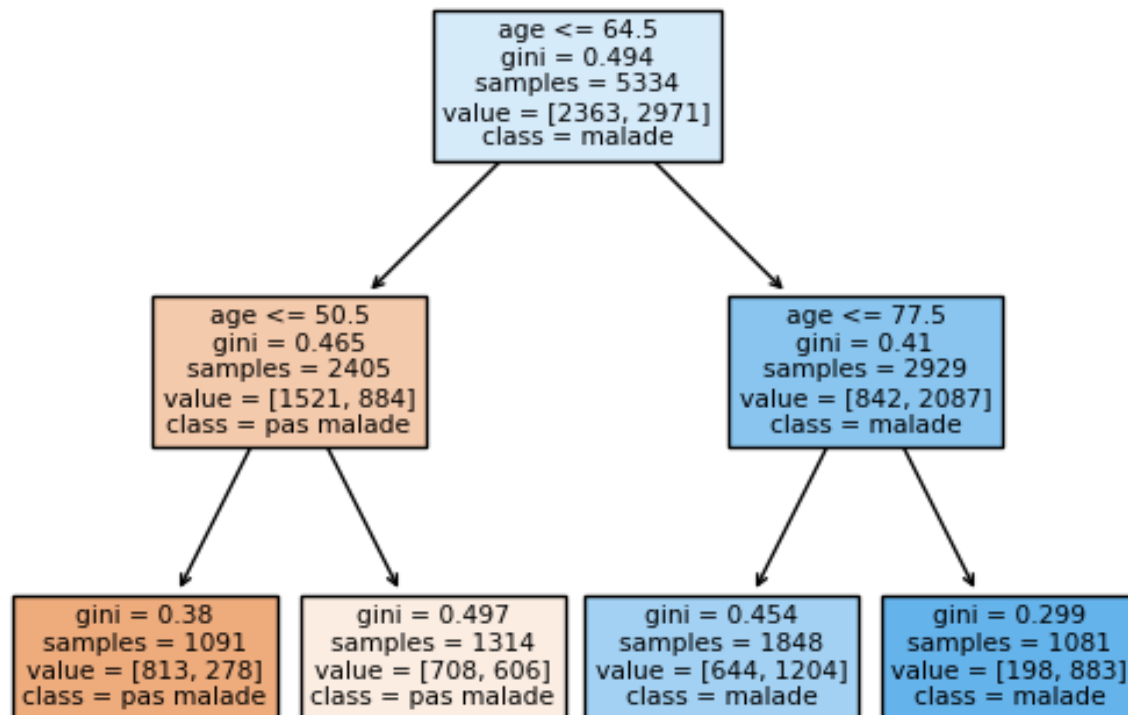 age <= 64.5
gini = 0.494
samples = 5334
value = [2363, 2971]
class = malade
age <= 50.5
gini = 0.465
samples = 2405
value = [1521, 884]
class = pas malade
age <= 77.5
gini = 0.41
samples = 2929
value = [842, 2087]
class = malade
gini = 0.38
samples = 1091
value = [813, 278]
class = pas malade
gini = 0.497
samples = 1314
value = [708, 606]
class = pas malade
gini = 0.454
samples = 1848
value = [644, 1204]
class = malade
gini = 0.299
samples = 1081
value = [198, 883]
class = malade